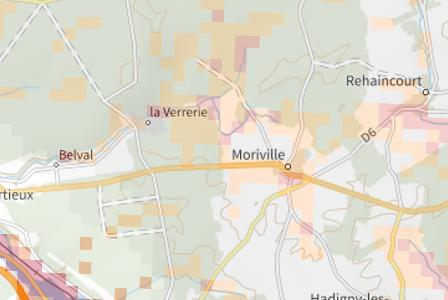 Rehaincourt
la Verrerie
D6
Belval
Moriville
rtieux
Hadigny-les-